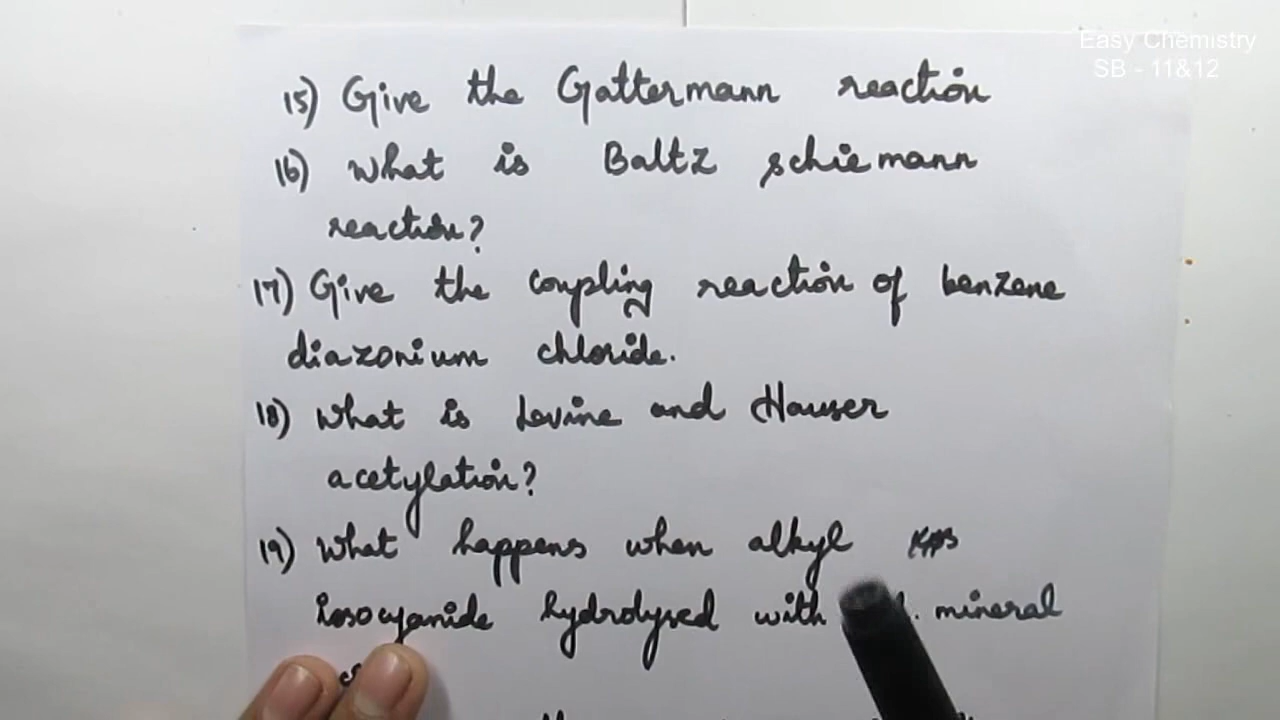 Easy Chemistry
SB - 11&12
15) Give the Gattermann reaction
16) What is Baltz schiemann
reaction?
17) Give the coupling reaction of benzene
diazonium chloride.
18) What is Levine and Hauser
acetylation?
19) What happens when alkyl
isocyanide hydrolysed with mineral